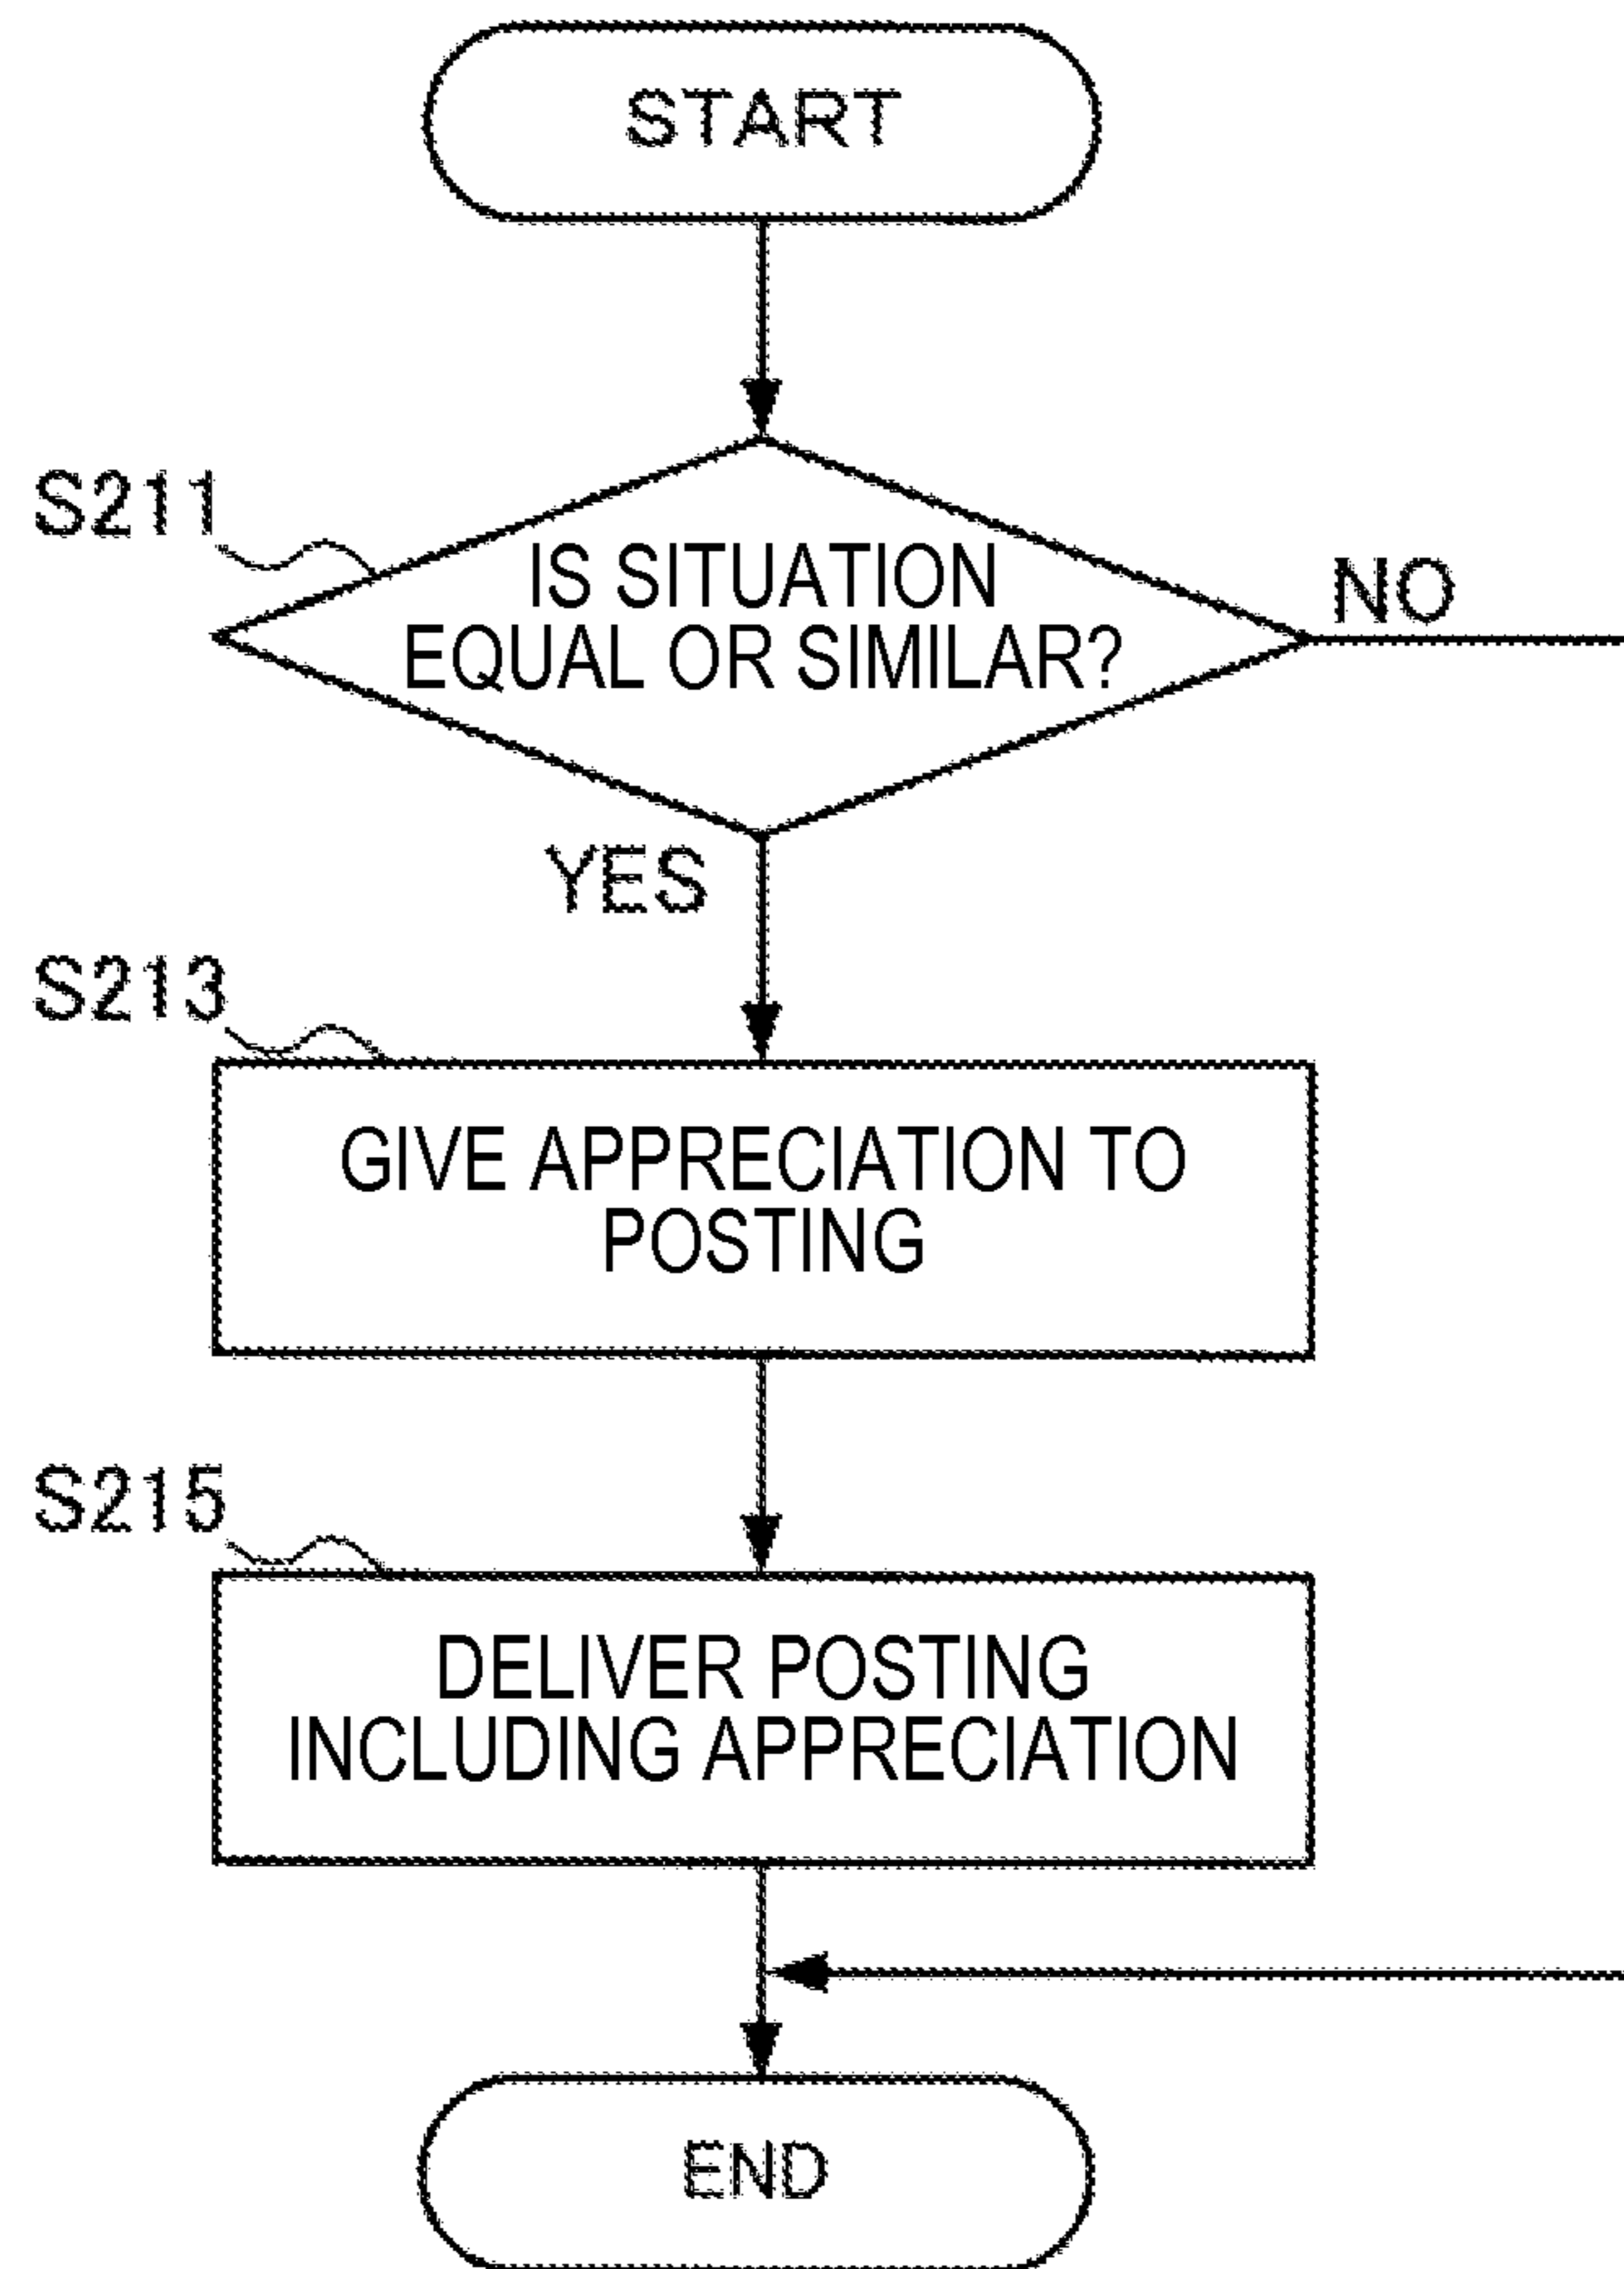 START
S211
IS SITUATION
EQUAL OR SIMILAR?
NO
YES
S213
GIVE APPRECIATION TO
POSTING
S215
DELIVER POSTING
INCLUDING APPRECIATION
END